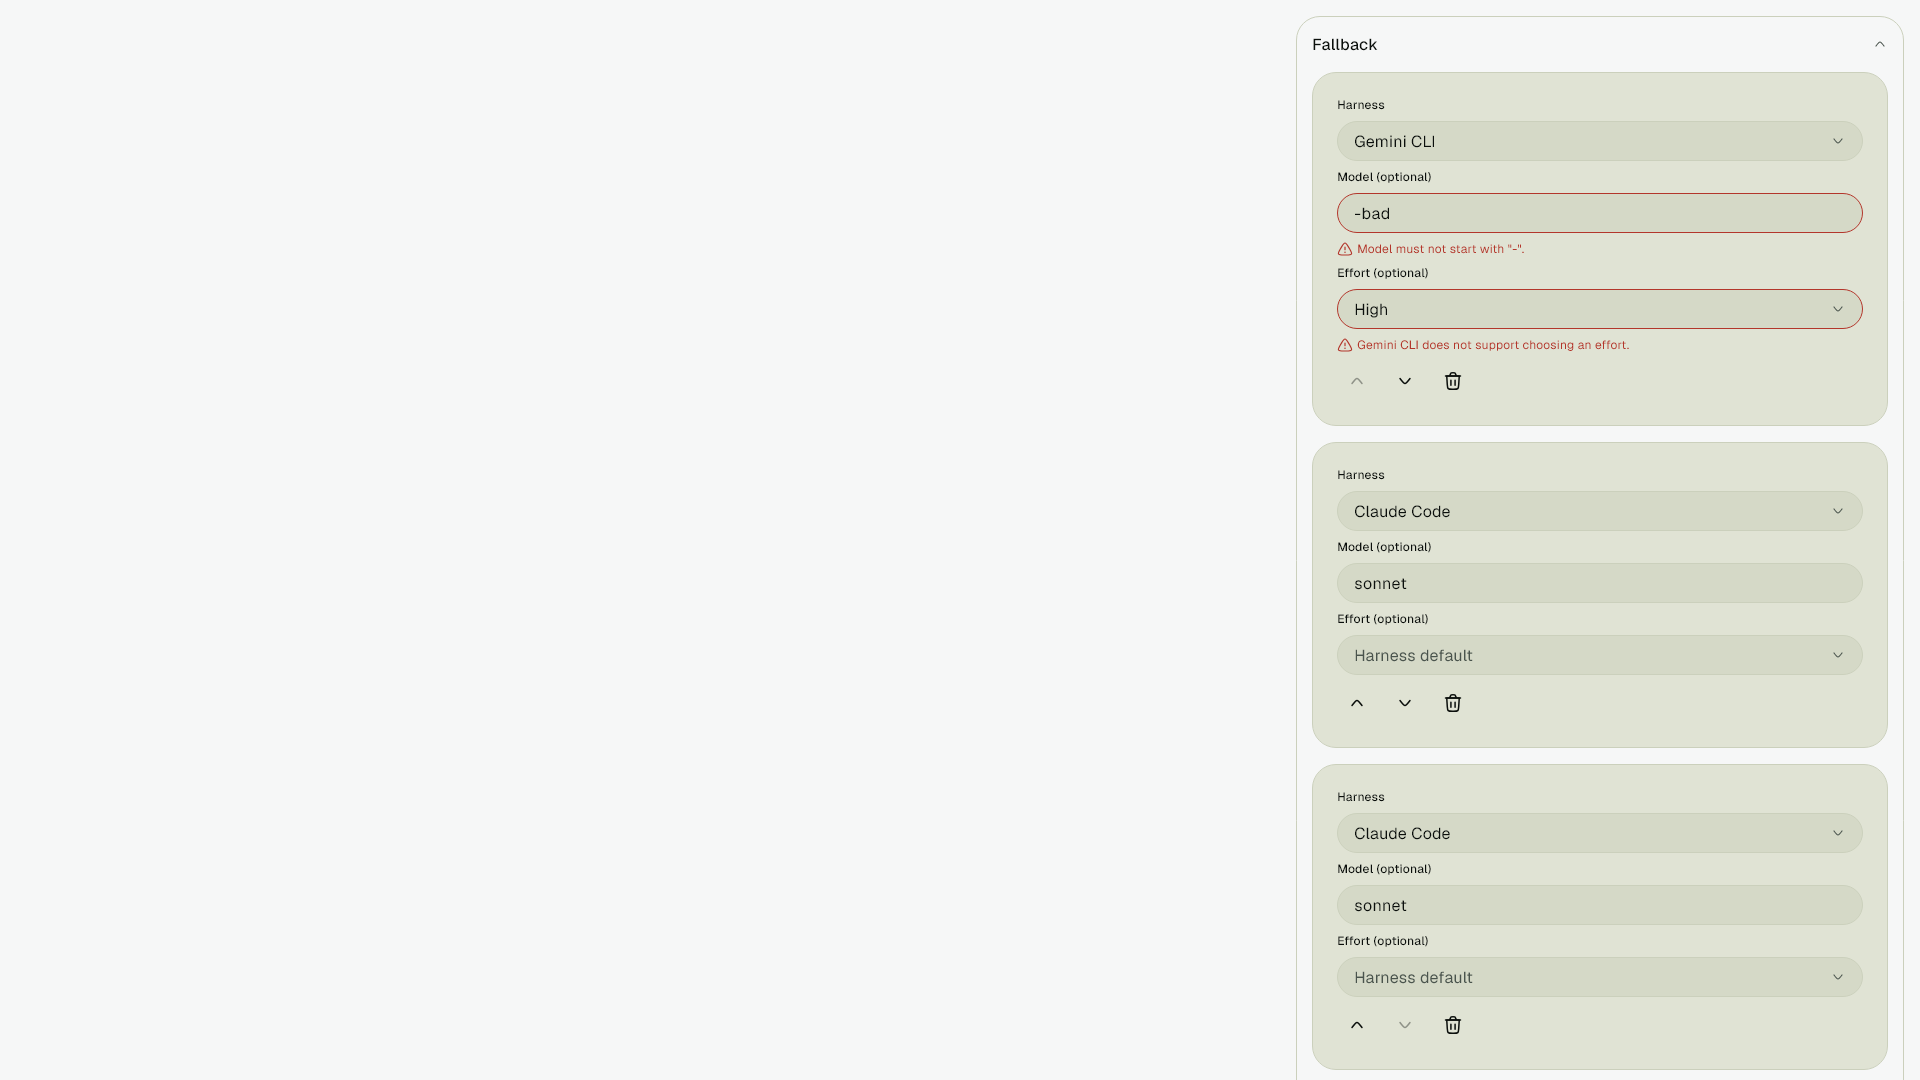 Fallback
Harness
Gemini CLI
Model (optional)
-bad
Model must not start with "-".
Effort (optional)
High
Gemini CLI does not support choosing an effort.
Harness
Claude Code
Model (optional)
sonnet
Effort (optional)
Harness default
Harness
Claude Code
Model (optional)
sonnet
Effort (optional)
Harness default